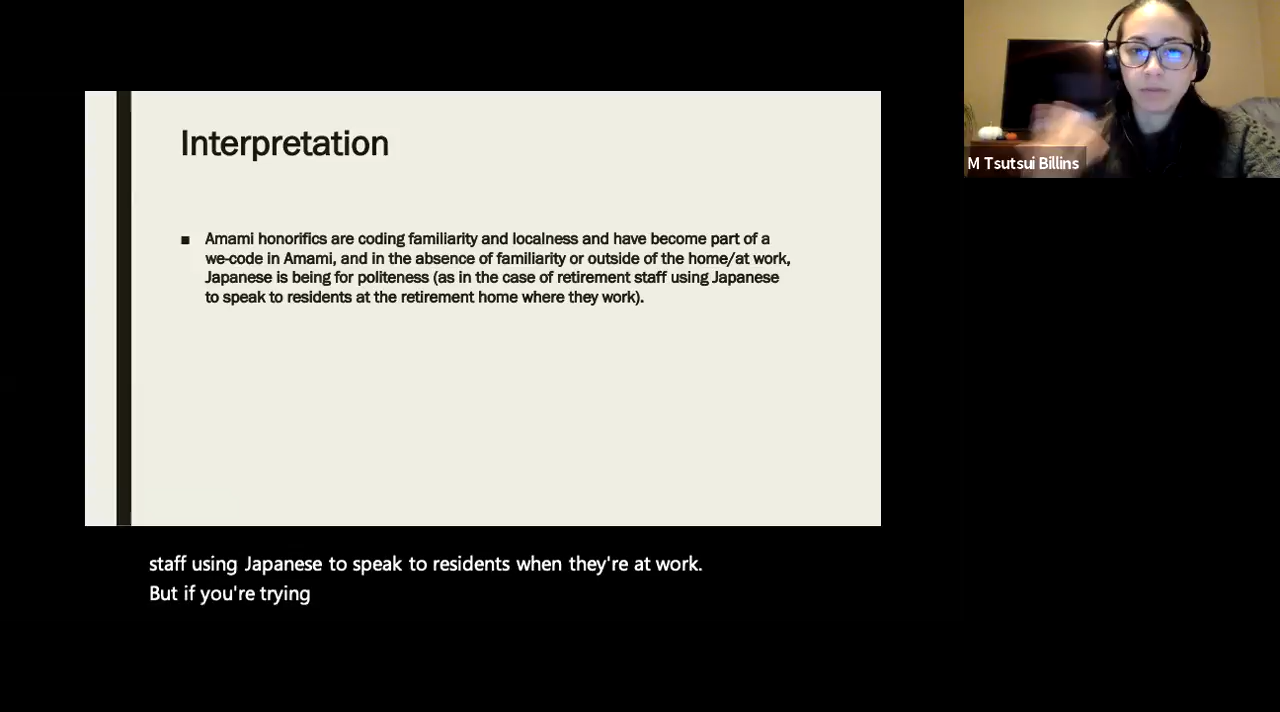 M Tsutsui Billins
Interpretation
▪ Amami honorifics are coding familiarity and localness and have become part of a
we-code in Amami, and in the absence of familiarity or outside of the home/at work,
Japanese is being for politeness (as in the case of retirement staff using Japanese
to speak to residents at the retirement home where they work).
staff using Japanese to speak to residents when they're at work.
But if you're trying